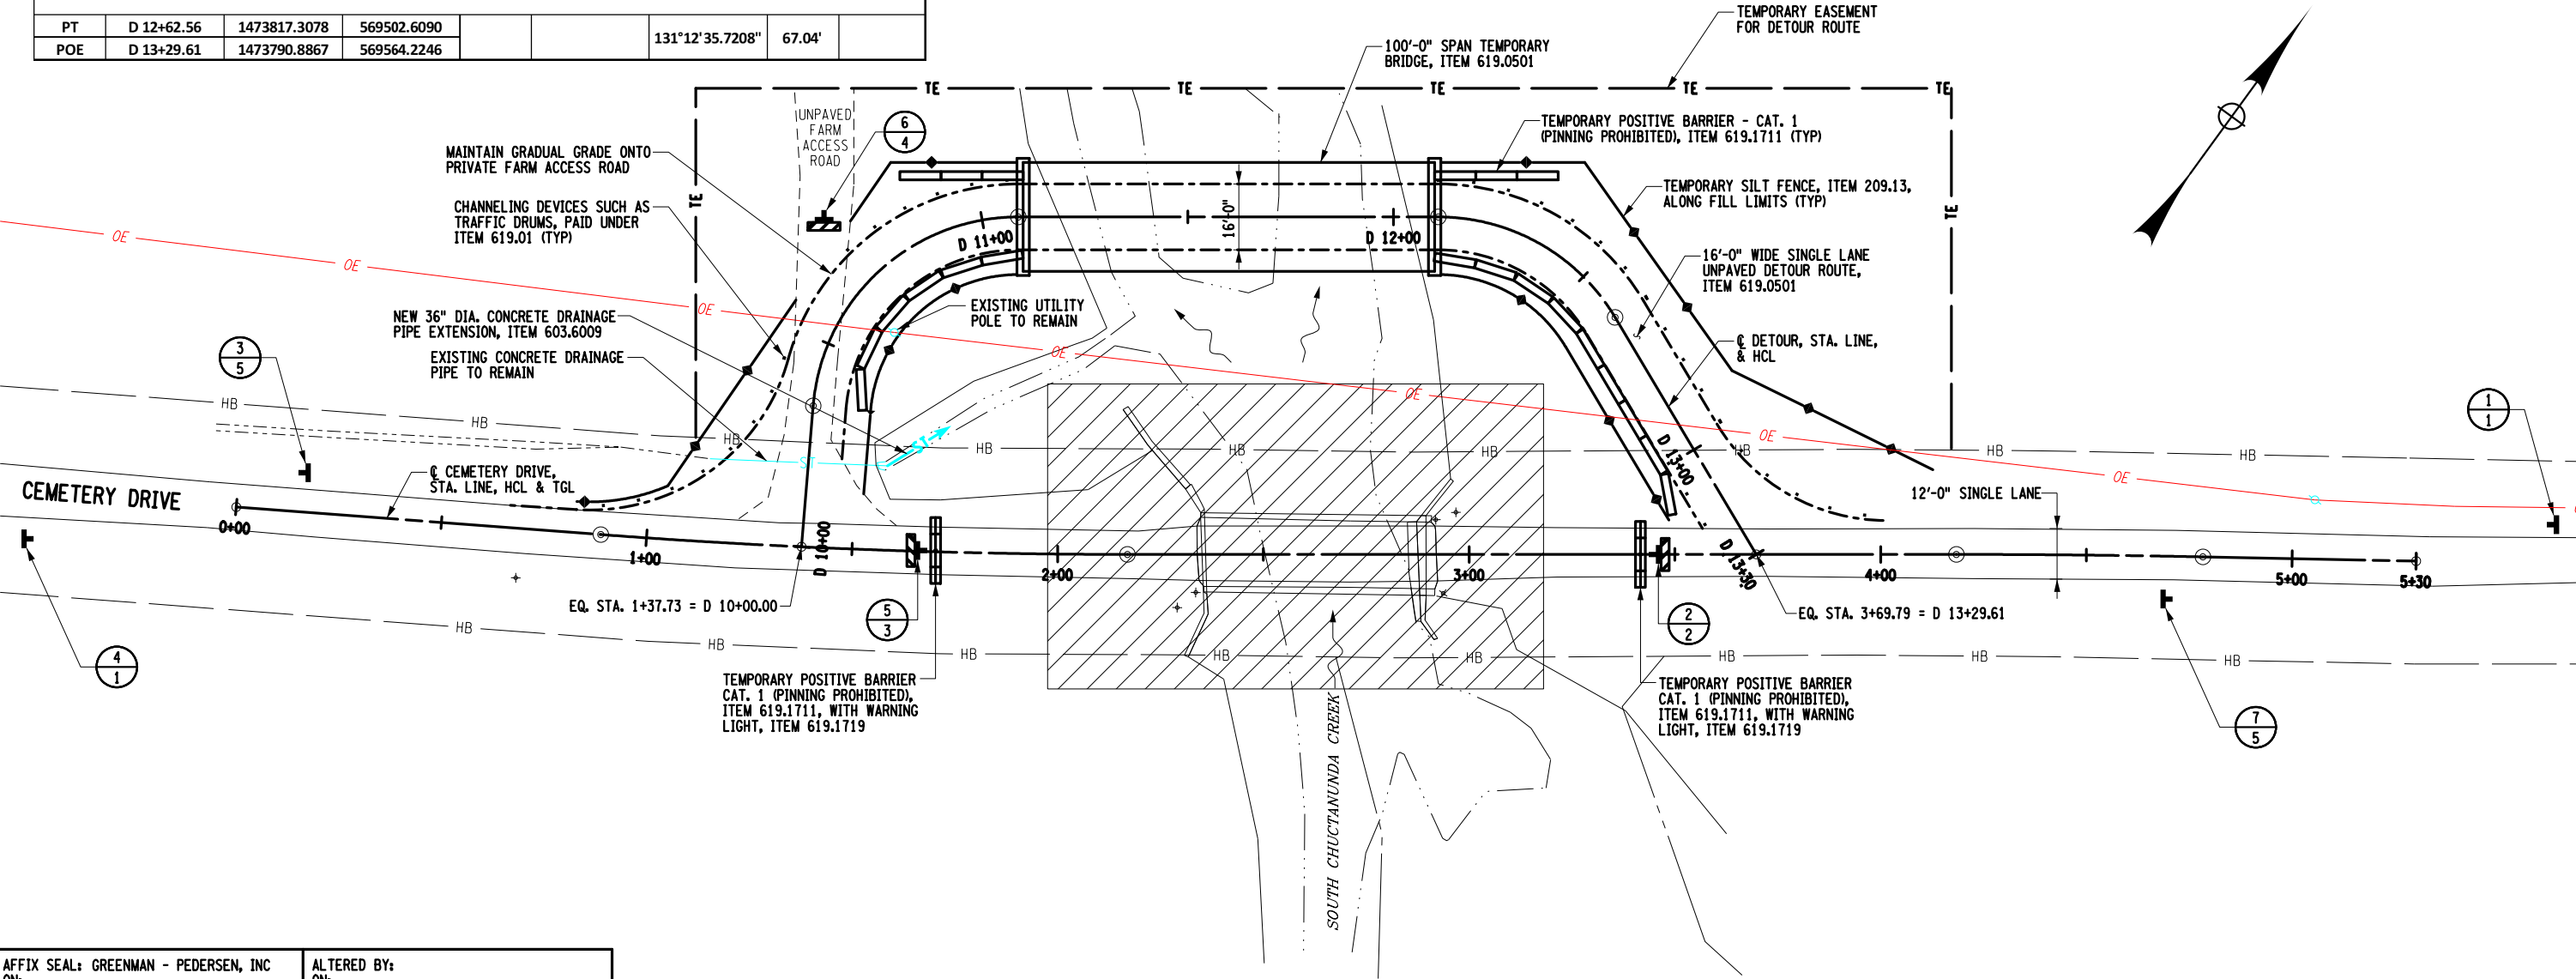 PT D 12+62.56 1473817.3078 569502.6090 131°12'35.7208" 67.04'
POE D 13+29.61 1473790.8867 569564.2246
TEMPORARY EASEMENT
FOR DETOUR ROUTE
100'-0" SPAN TEMPORARY
BRIDGE, ITEM 619.0501
TE TE TE TE TE
UNPAVED
FARM
ACCESS
ROAD
6
4
TEMPORARY POSITIVE BARRIER - CAT. 1
(PINNING PROHIBITED), ITEM 619.1711 (TYP)
MAINTAIN GRADUAL GRADE ONTO
PRIVATE FARM ACCESS ROAD
TEMPORARY SILT FENCE, ITEM 209.13,
ALONG FILL LIMITS (TYP)
CHANNELING DEVICES SUCH AS
TRAFFIC DRUMS, PAID UNDER
ITEM 619.01 (TYP)
TE
TE
16'-0"
D 11+00
D 12+00
OE
OE
OE
OE
OE
OE
OE
16'-0" WIDE SINGLE LANE
UNPAVED DETOUR ROUTE,
ITEM 619.0501
NEW 36" DIA. CONCRETE DRAINAGE
PIPE EXTENSION, ITEM 603.6009
EXISTING UTILITY
POLE TO REMAIN
EXISTING CONCRETE DRAINAGE
PIPE TO REMAIN
℄ DETOUR, STA. LINE,
& HCL
3
5
1
1
HB HB HB HB HB HB HB HB HB
ST
ST
℄ CEMETERY DRIVE,
STA. LINE, HCL & TGL
CEMETERY DRIVE
D 13+00
12'-0" SINGLE LANE
0+00
1+00
D 10+00
2+00
3+00
D 13+30
4+00
5+00
5+30
EQ. STA. 1+37.73 = D 10+00.00
5
3
2
2
EQ. STA. 3+69.79 = D 13+29.61
HB HB HB HB HB HB HB HB
4
1
7
5
TEMPORARY POSITIVE BARRIER
CAT. 1 (PINNING PROHIBITED),
ITEM 619.1711, WITH WARNING
LIGHT, ITEM 619.1719
TEMPORARY POSITIVE BARRIER
CAT. 1 (PINNING PROHIBITED),
ITEM 619.1711, WITH WARNING
LIGHT, ITEM 619.1719
SOUTH CHUCTANUNDA CREEK
AFFIX SEAL: GREENMAN - PEDERSEN, INC
ON:
ALTERED BY:
ON: